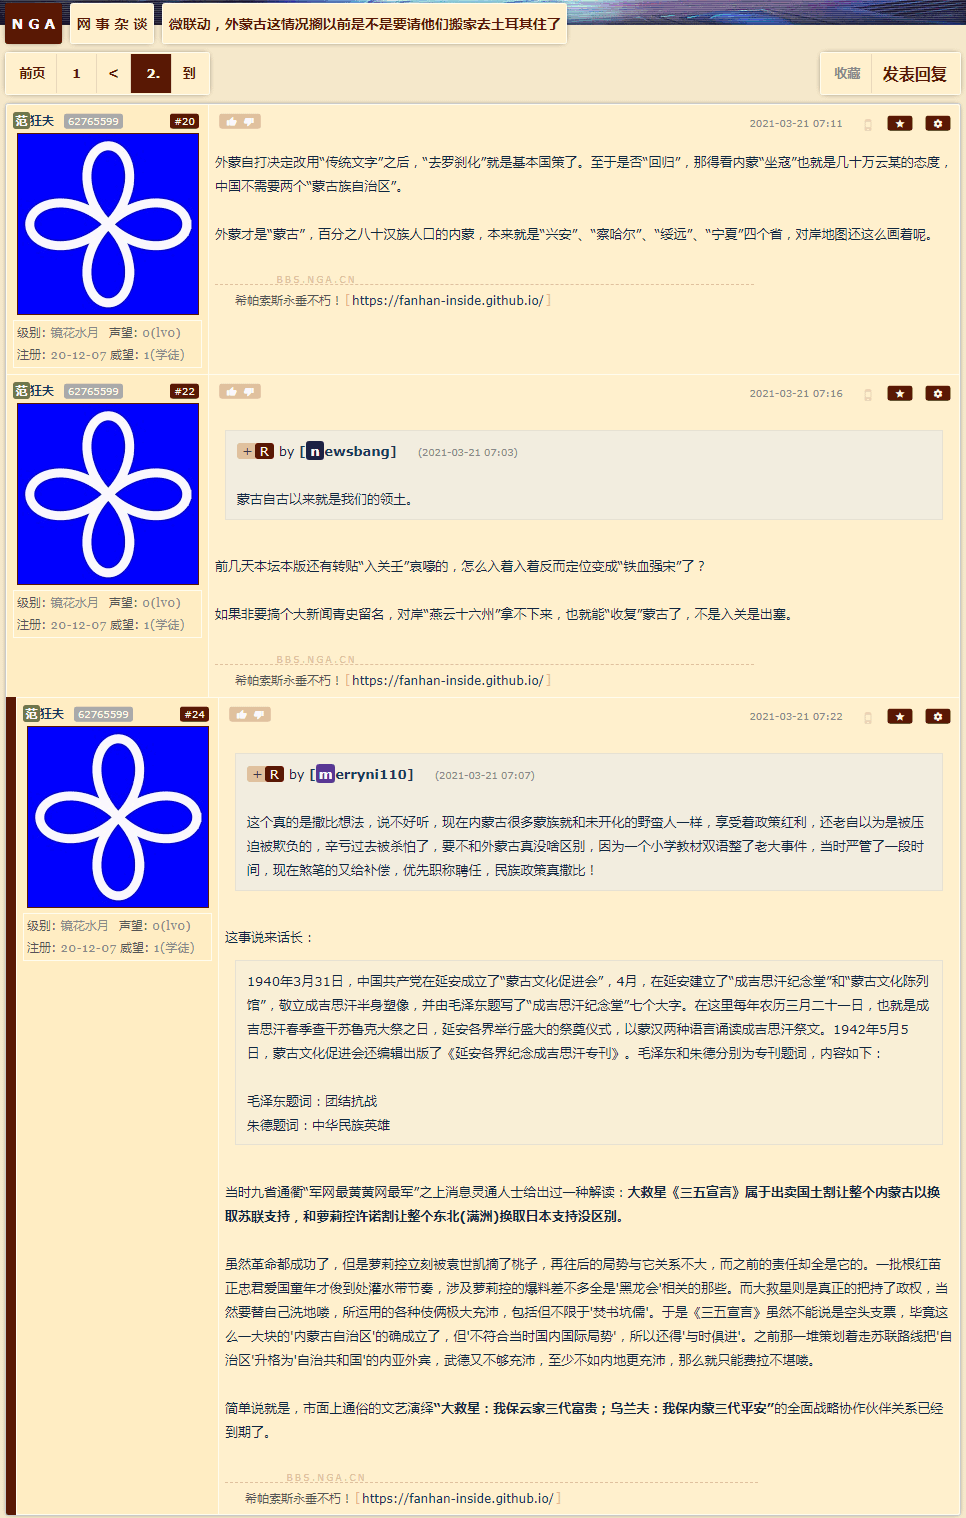 NGA 网事杂谈 微联动，外蒙古这情况搁以前是不是要请他们搬家去土耳其住了
前页 1 < 2. 到 收藏 发表回复
范狂夫 62765599 #20 2021-03-21 07:11
外蒙自打决定改用“传统文字”之后，“去罗刹化”就是基本国策了。至于是否“回归”，那得看内蒙“坐寇”也就是几十万云某的态度，
中国不需要两个“蒙古族自治区”。
外蒙才是“蒙古”，百分之八十汉族人口的内蒙，本来就是“兴安”、“察哈尔”、“绥远”、“宁夏”四个省，对岸地图还这么画着呢。
BBS.NGA.CN
希帕索斯永垂不朽！[https://fanhan-inside.github.io/]
级别: 镜花水月 声望: 0(lv0)
注册: 20-12-07 威望: 1(学徒)
范狂夫 62765599 #22 2021-03-21 07:16
+ R by [newsbang] (2021-03-21 07:03)
蒙古自古以来就是我们的领土。
前几天本坛本版还有转贴“入关王”哀嚎的，怎么入着入着反而定位变成“铁血强宋”了？
如果非要搞个大新闻青史留名，对岸“燕云十六州”拿不下来，也就能“收复”蒙古了，不是入关是出塞。
级别: 镜花水月 声望: 0(lv0)
注册: 20-12-07 威望: 1(学徒)
BBS.NGA.CN
希帕索斯永垂不朽！[https://fanhan-inside.github.io/]
范狂夫 62765599 #24 2021-03-21 07:22
+ R by [merryni110] (2021-03-21 07:07)
这个真的是撒比想法，说不好听，现在内蒙古很多蒙族就和未开化的野蛮人一样，享受着政策红利，还老自以为是被压
迫被欺负的，辛亏过去被杀怕了，要不和外蒙古真没啥区别，因为一个小学教材双语整了老大事件，当时严管了一段时
间，现在煞笔的又给补偿，优先职称聘任，民族政策真撒比！
级别: 镜花水月 声望: 0(lv0)
注册: 20-12-07 威望: 1(学徒)
这事说来话长：
1940年3月31日，中国共产党在延安成立了“蒙古文化促进会”，4月，在延安建立了“成吉思汗纪念堂”和“蒙古文化陈列
馆”，敬立成吉思汗半身塑像，并由毛泽东题写了“成吉思汗纪念堂”七个大字。在这里每年农历三月二十一日，也就是成
吉思汗春季查干苏鲁克大祭之日，延安各界举行盛大的祭奠仪式，以蒙汉两种语言诵读成吉思汗祭文。1942年5月5
日，蒙古文化促进会还编辑出版了《延安各界纪念成吉思汗专刊》。毛泽东和朱德分别为专刊题词，内容如下：
毛泽东题词：团结抗战
朱德题词：中华民族英雄
当时九省通衢“军网最黄黄网最军”之上消息灵通人士给出过一种解读：大救星《三五宣言》属于出卖国土割让整个内蒙古以换
取苏联支持，和萝莉控许诺割让整个东北(满洲)换取日本支持没区别。
虽然革命都成功了，但是萝莉控立刻被袁世凯摘了桃子，再往后的局势与它关系不大，而之前的责任却全是它的。一批根红苗
正忠君爱国童年才俊到处灌水带节奏，涉及萝莉控的爆料差不多全是'黑龙会'相关的那些。而大救星则是真正的把持了政权，当
然要替自己洗地喽，所运用的各种伎俩极大充沛，包括但不限于'焚书坑儒'。于是《三五宣言》虽然不能说是空头支票，毕竟这
么一大块的'内蒙古自治区'的确成立了，但'不符合当时国内国际局势'，所以还得'与时俱进'。之前那一堆策划着走苏联路线把'自
治区'升格为'自治共和国'的内亚外宾，武德又不够充沛，至少不如内地更充沛，那么就只能费拉不堪喽。
简单说就是，市面上通俗的文艺演绎“大救星：我保云家三代富贵；乌兰夫：我保内蒙三代平安”的全面战略协作伙伴关系已经
到期了。
BBS.NGA.CN
希帕索斯永垂不朽！[https://fanhan-inside.github.io/]